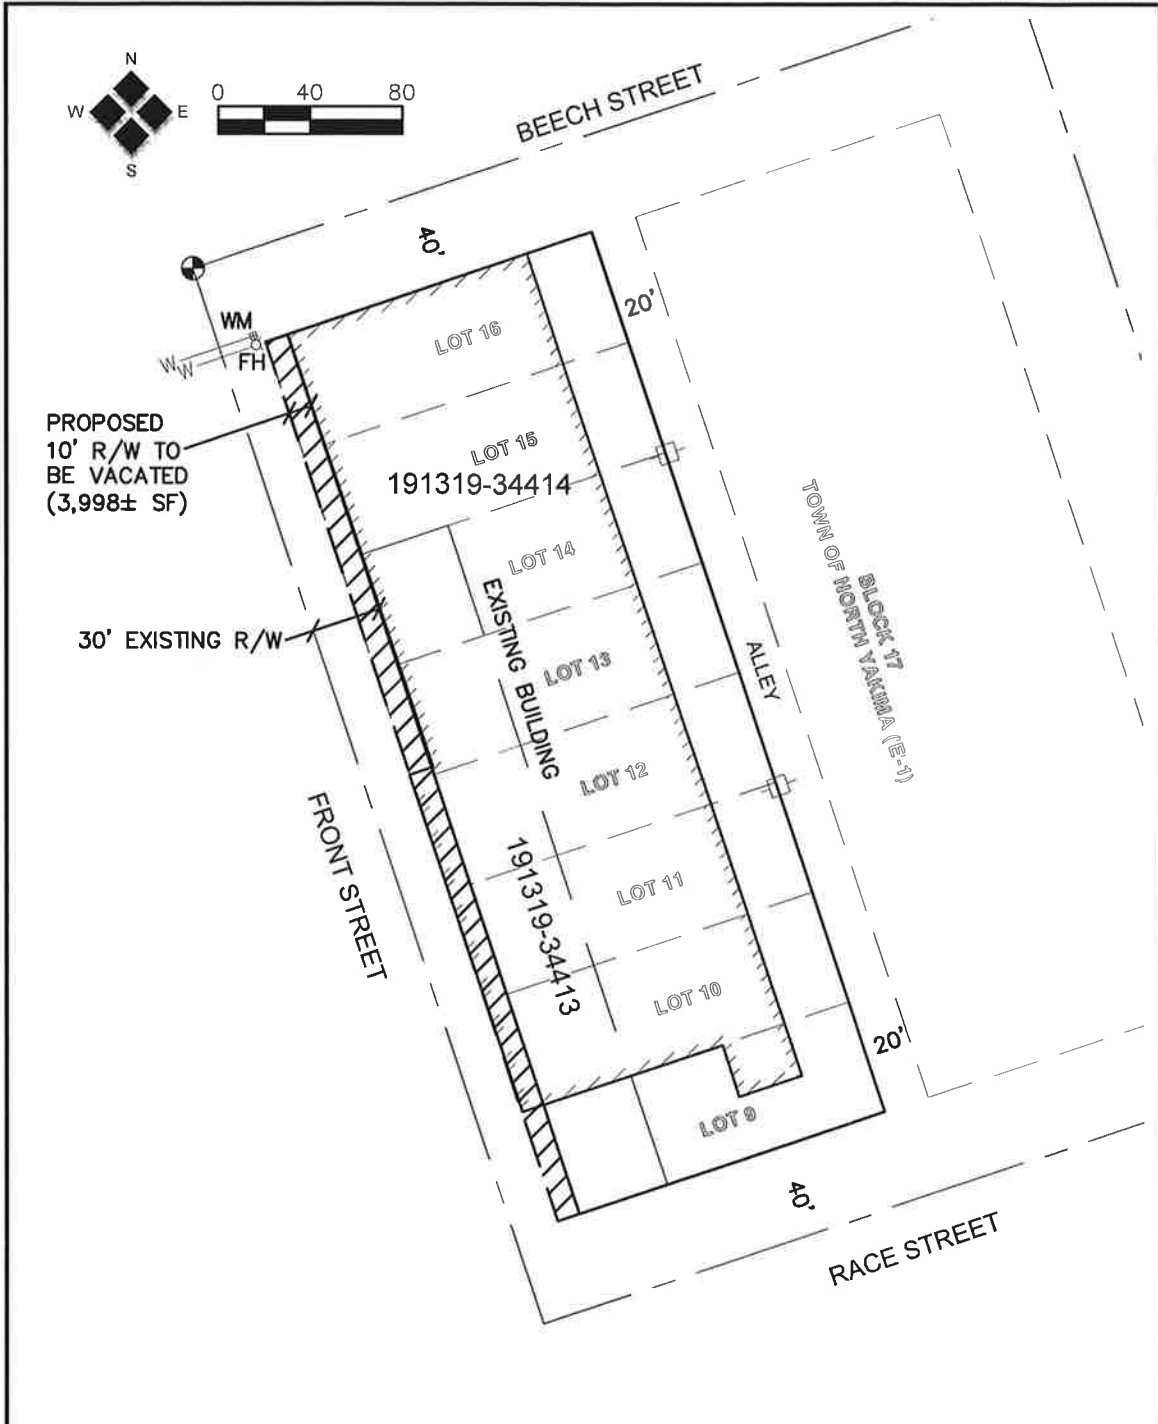 N
W E
S
0 40 80
BEECH STREET
40'
20'
WM
FH
W
W
LOT 16
PROPOSED
10' R/W TO
BE VACATED
(3,998± SF)
LOT 15
191319-34414
LOT 14
EXISTING BUILDING
30' EXISTING R/W
LOT 13
ALLEY
BLOCK 17
TOWN OF NORTH YAKIMA (E-1)
LOT 12
FRONT STREET
LOT 11
191319-34413
LOT 10
20'
LOT 9
40'
RACE STREET